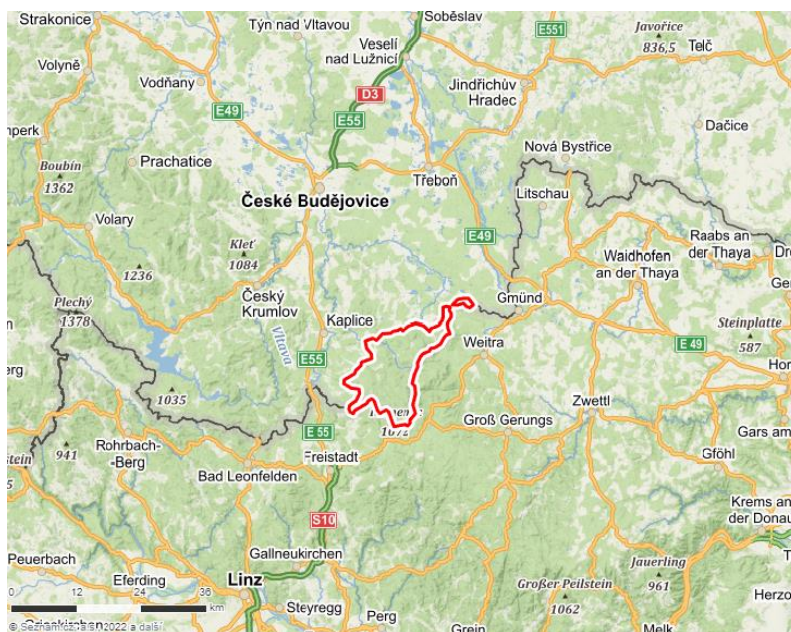 Strakonice
Týn nad Vltavou
Soběslav
E551
Javořice
836,5
Telč
Veselí
nad Lužnicí
Volyně
Vodňany
Jindřichův
Hradec
D3
E49
E55
Dačice
Nová Bystřice
Boubín
1362
Prachatice
Třeboň
České Budějovice
Litschau
Volary
Kleť
1084
E49
Raabs an
der Thaya
Waidhofen
an der Thaya
1236
Český
Krumlov
Gmünd
Plechý
1378
Vltava
Kaplice
Steinplatte
587
E55
Weitra
E 49
1035
Zwettl
E 55
Groß Gerungs
Rohrbach-
Berg
941
Gars am
Freistadt
Bad Leonfelden
Gföhl
S10
Krems an
der Donau
Gallneukirchen
Peuerbach
Jauerling
961
Eferding
Linz
Großer Peilstein
1062
Steyregg
Perg
Grein
0 12 24 36
km
© Seznam.cz, a.s., 2022 a další